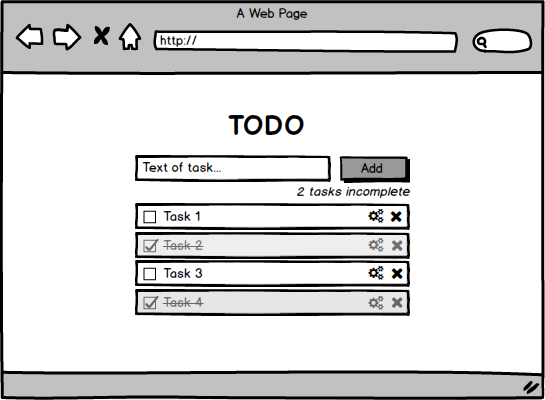 A Web Page
http://
TODO
Text of task...
Add
2 tasks incomplete
Task 1
Task 2
Task 3
Task 4